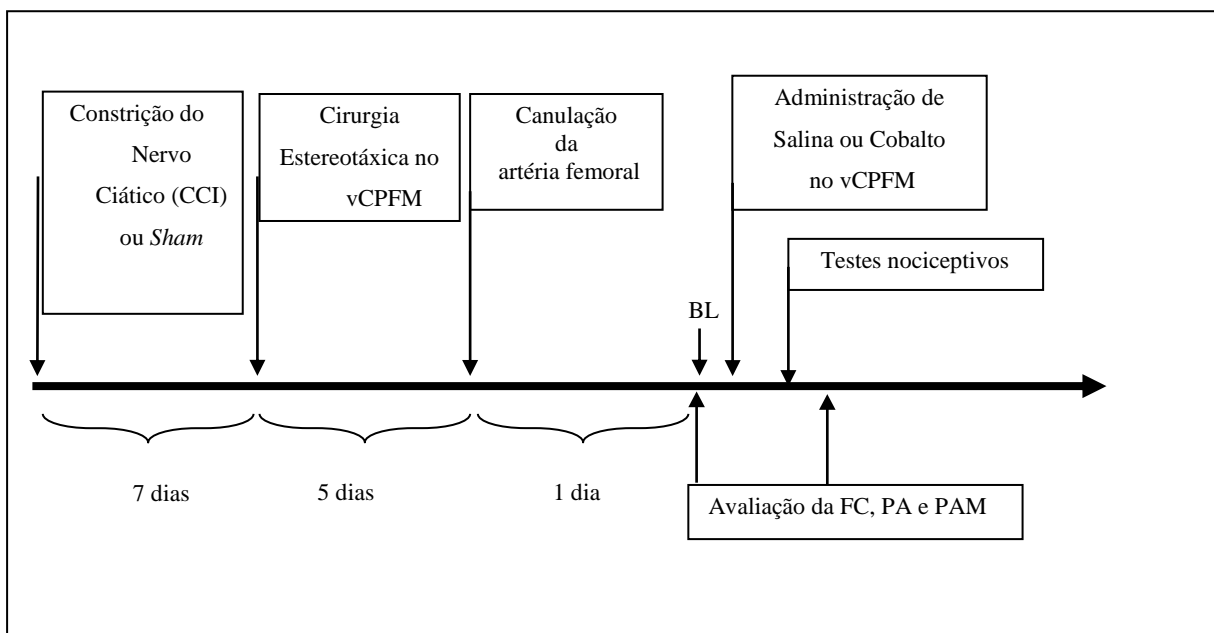 Constrição do
Nervo
Ciático (CCI)
ou Sham
Cirurgia
Estereotáxica no
vCPFM
Canulação
da
artéria femoral
Administração de
Salina ou Cobalto
no vCPFM
Testes nociceptivos
BL
7 dias
5 dias
1 dia
Avaliação da FC, PA e PAM